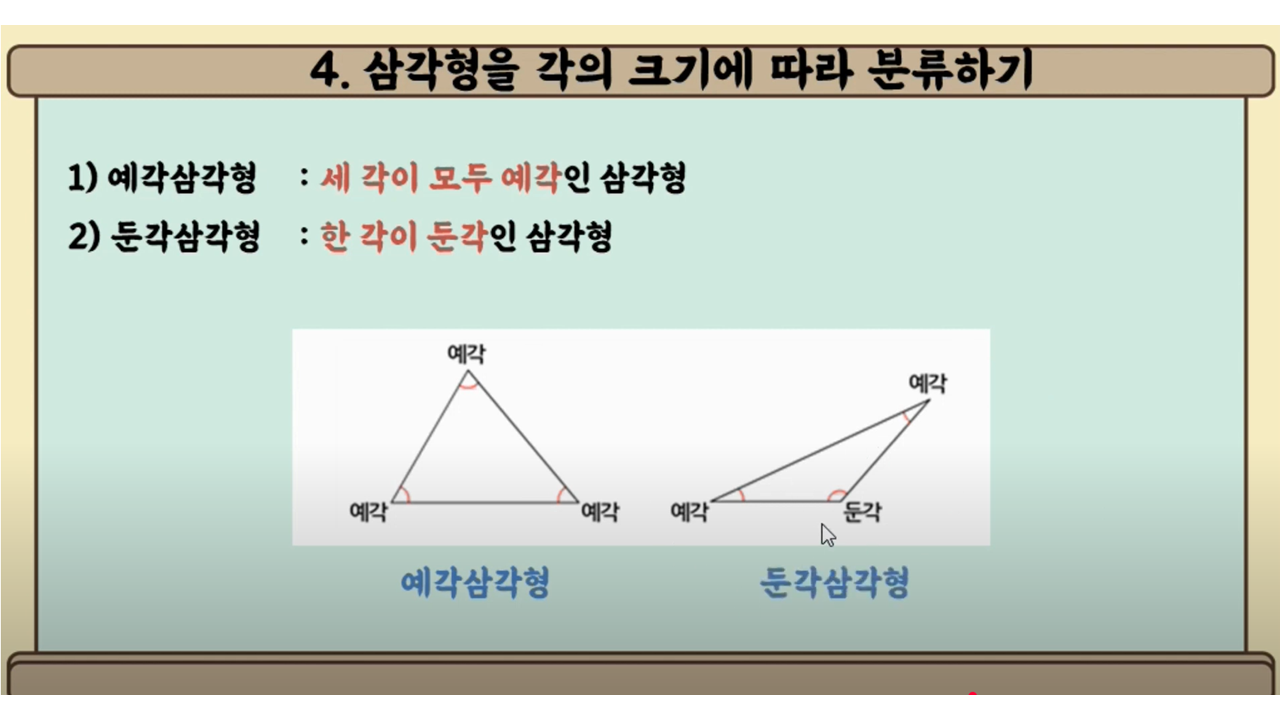 4. 삼각형을 각의 크기에 따라 분류하기
1) 예각삼각형 : 세 각이 모두 예각인 삼각형
2) 둔각삼각형 : 한 각이 둔각인 삼각형
예각
예각
예각
예각삼각형
예각
예각
둔각
둔각삼각형